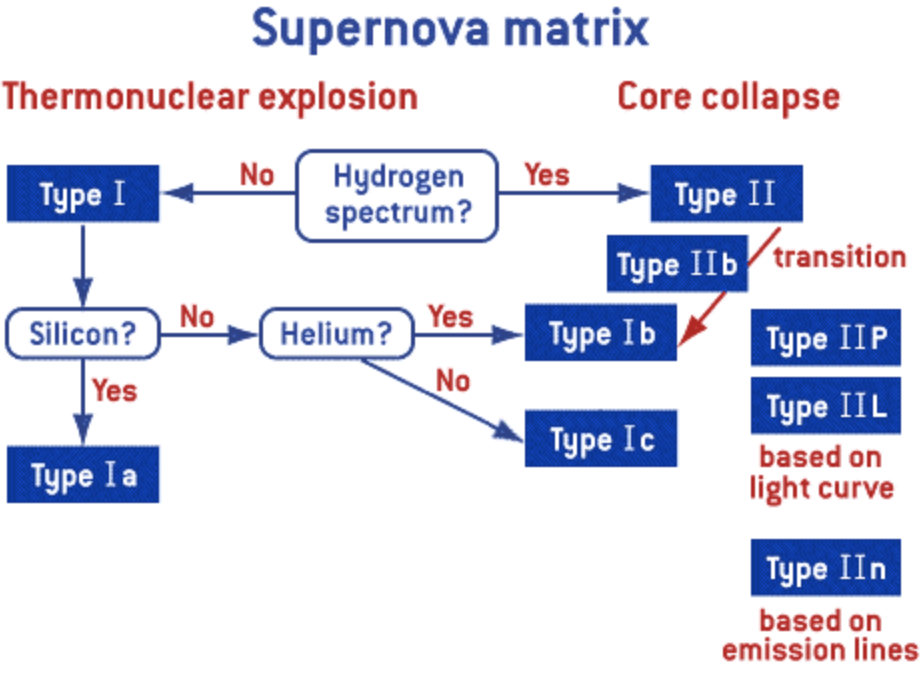 Supernova matrix
Thermonuclear explosion
Core collapse
Type I
No
Hydrogen
spectrum?
Yes
Type II
Type IIb
transition
Silicon?
No
Helium?
Yes
Type Ib
Type IIP
Yes
No
Type IIL
Type Ia
Type Ic
based on
light curve
Type IIn
based on
emission lines